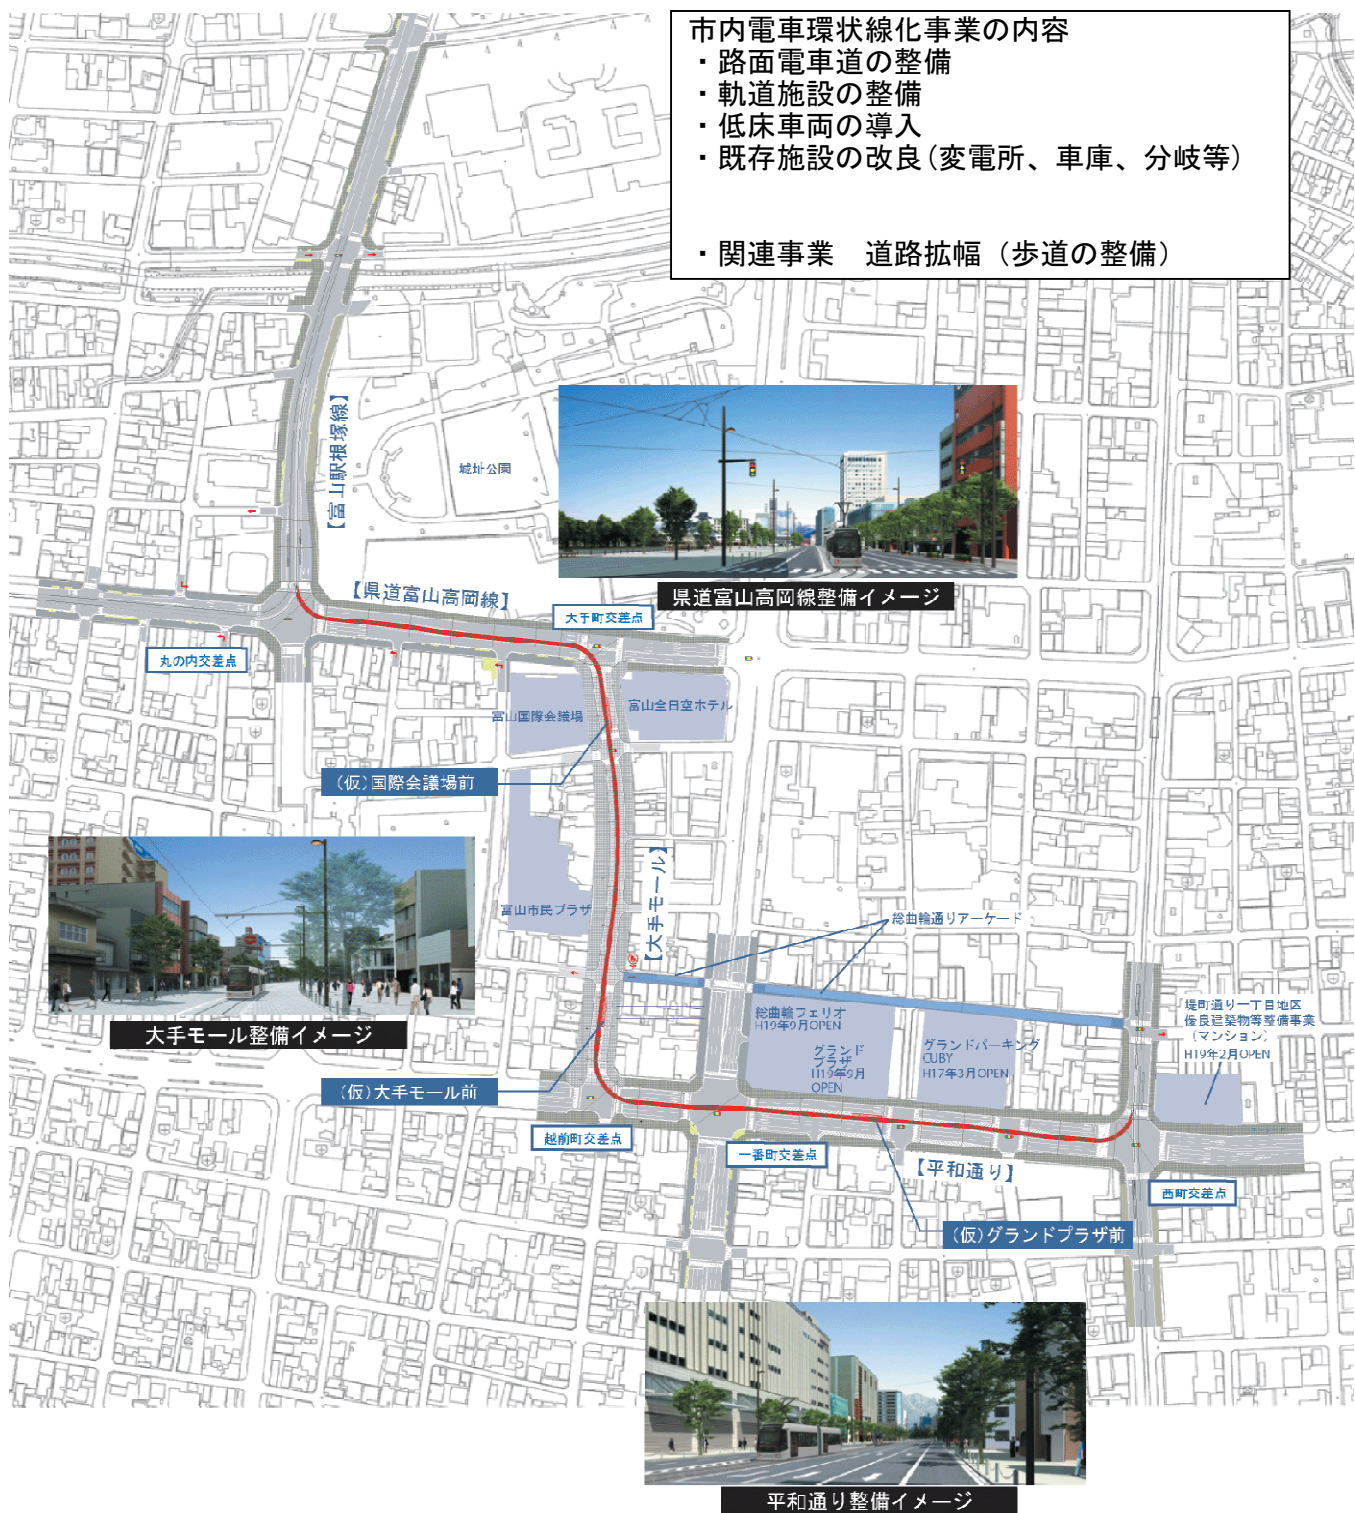 市内電車環状線化事業の内容
・路面電車道の整備
・軌道施設の整備
・低床車両の導入
・既存施設の改良(変電所、車庫、分岐等)
・関連事業　道路拡幅（歩道の整備）
【富山駅根塚線】
城址公園
県道富山高岡線整備イメージ
【県道富山高岡線】
大手町交差点
丸の内交差点
富山国際会議場
富山全日空ホテル
(仮)国際会議場前
【大手モール】
富山市民プラザ
総曲輪通りアーケード
大手モール整備イメージ
総曲輪フェリオ
H19年9月OPEN
グランド
プラザ
H19年9月
OPEN
グランドパーキング
CUBY
H17年3月OPEN
堤町通り一丁目地区
優良建築物等整備事業
(マンション)
H19年2月OPEN
(仮)大手モール前
越前町交差点
一番町交差点
【平和通り】
西町交差点
(仮)グランドプラザ前
平和通り整備イメージ